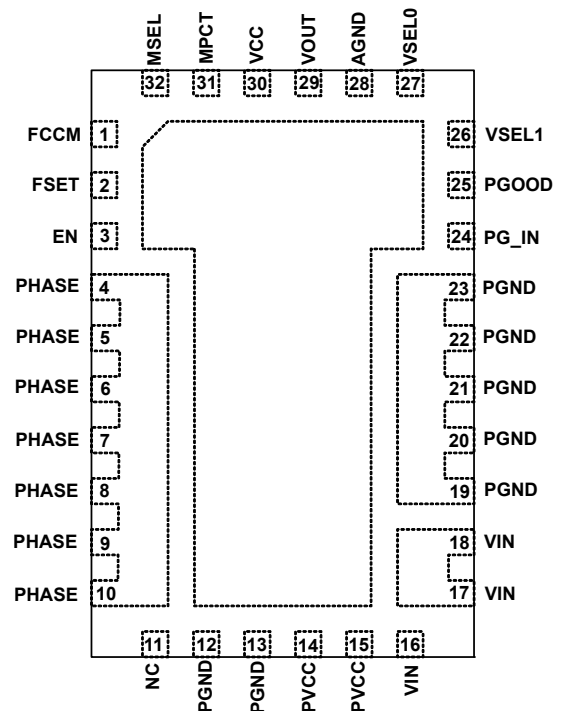 MSEL MPCT VCC VOUT AGND VSEL0
32 31 30 29 28 27
FCCM 1 26 VSEL1
FSET 2 25 PGOOD
EN 3 24 PG_IN
PHASE 4 23 PGND
PHASE 5 22 PGND
PHASE 6 21 PGND
PHASE 7 20 PGND
PHASE 8 19 PGND
PHASE 9 18 VIN
PHASE 10 17 VIN
11 12 13 14 15 16
NC PGND PGND PVCC PVCC VIN